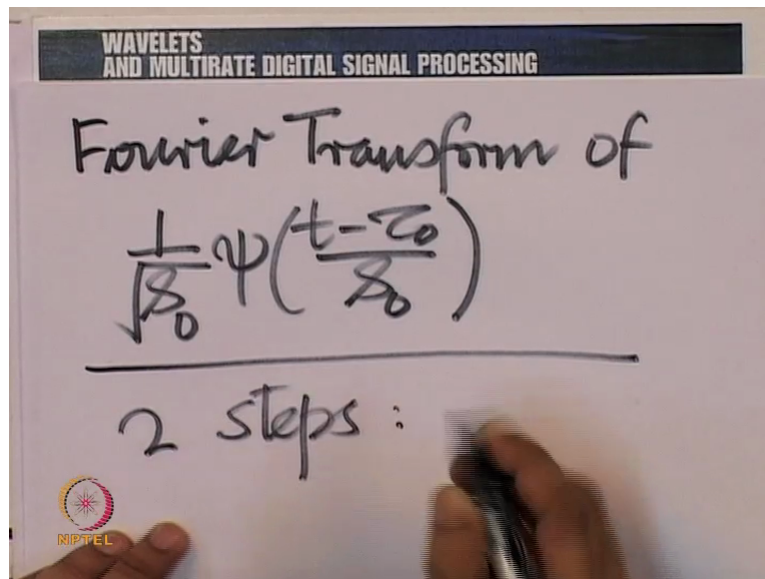 WAVELETS
AND MULTIRATE DIGITAL SIGNAL PROCESSING
Fourier Transform of
1/√s₀ ψ((t-τ₀)/s₀)
2 steps:
NPTEL